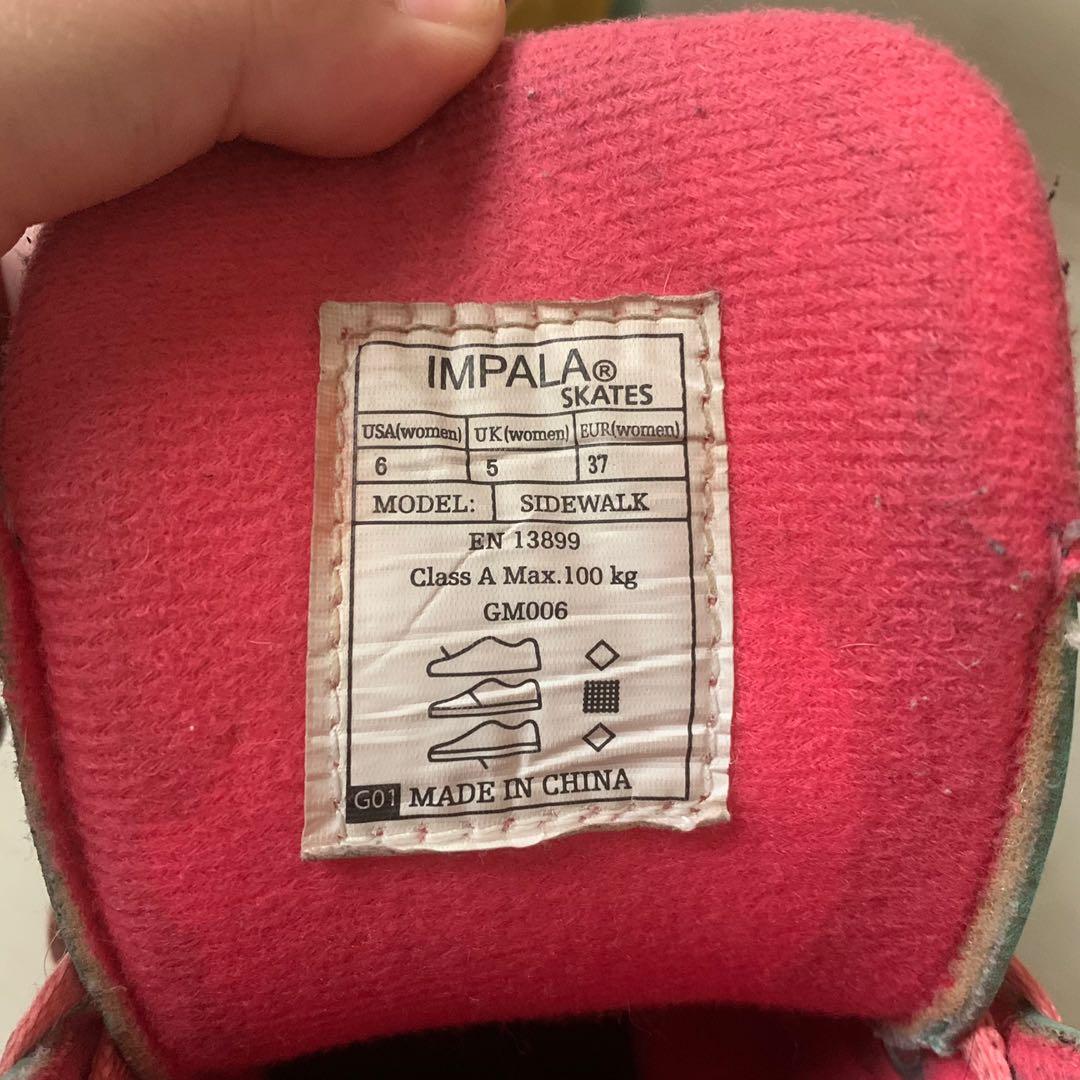 IMPALA®
SKATES
USA(women) UK(women) EUR(women)
6 5 37
MODEL: SIDEWALK
EN 13899
Class A Max.100 kg
GM006
G01 MADE IN CHINA